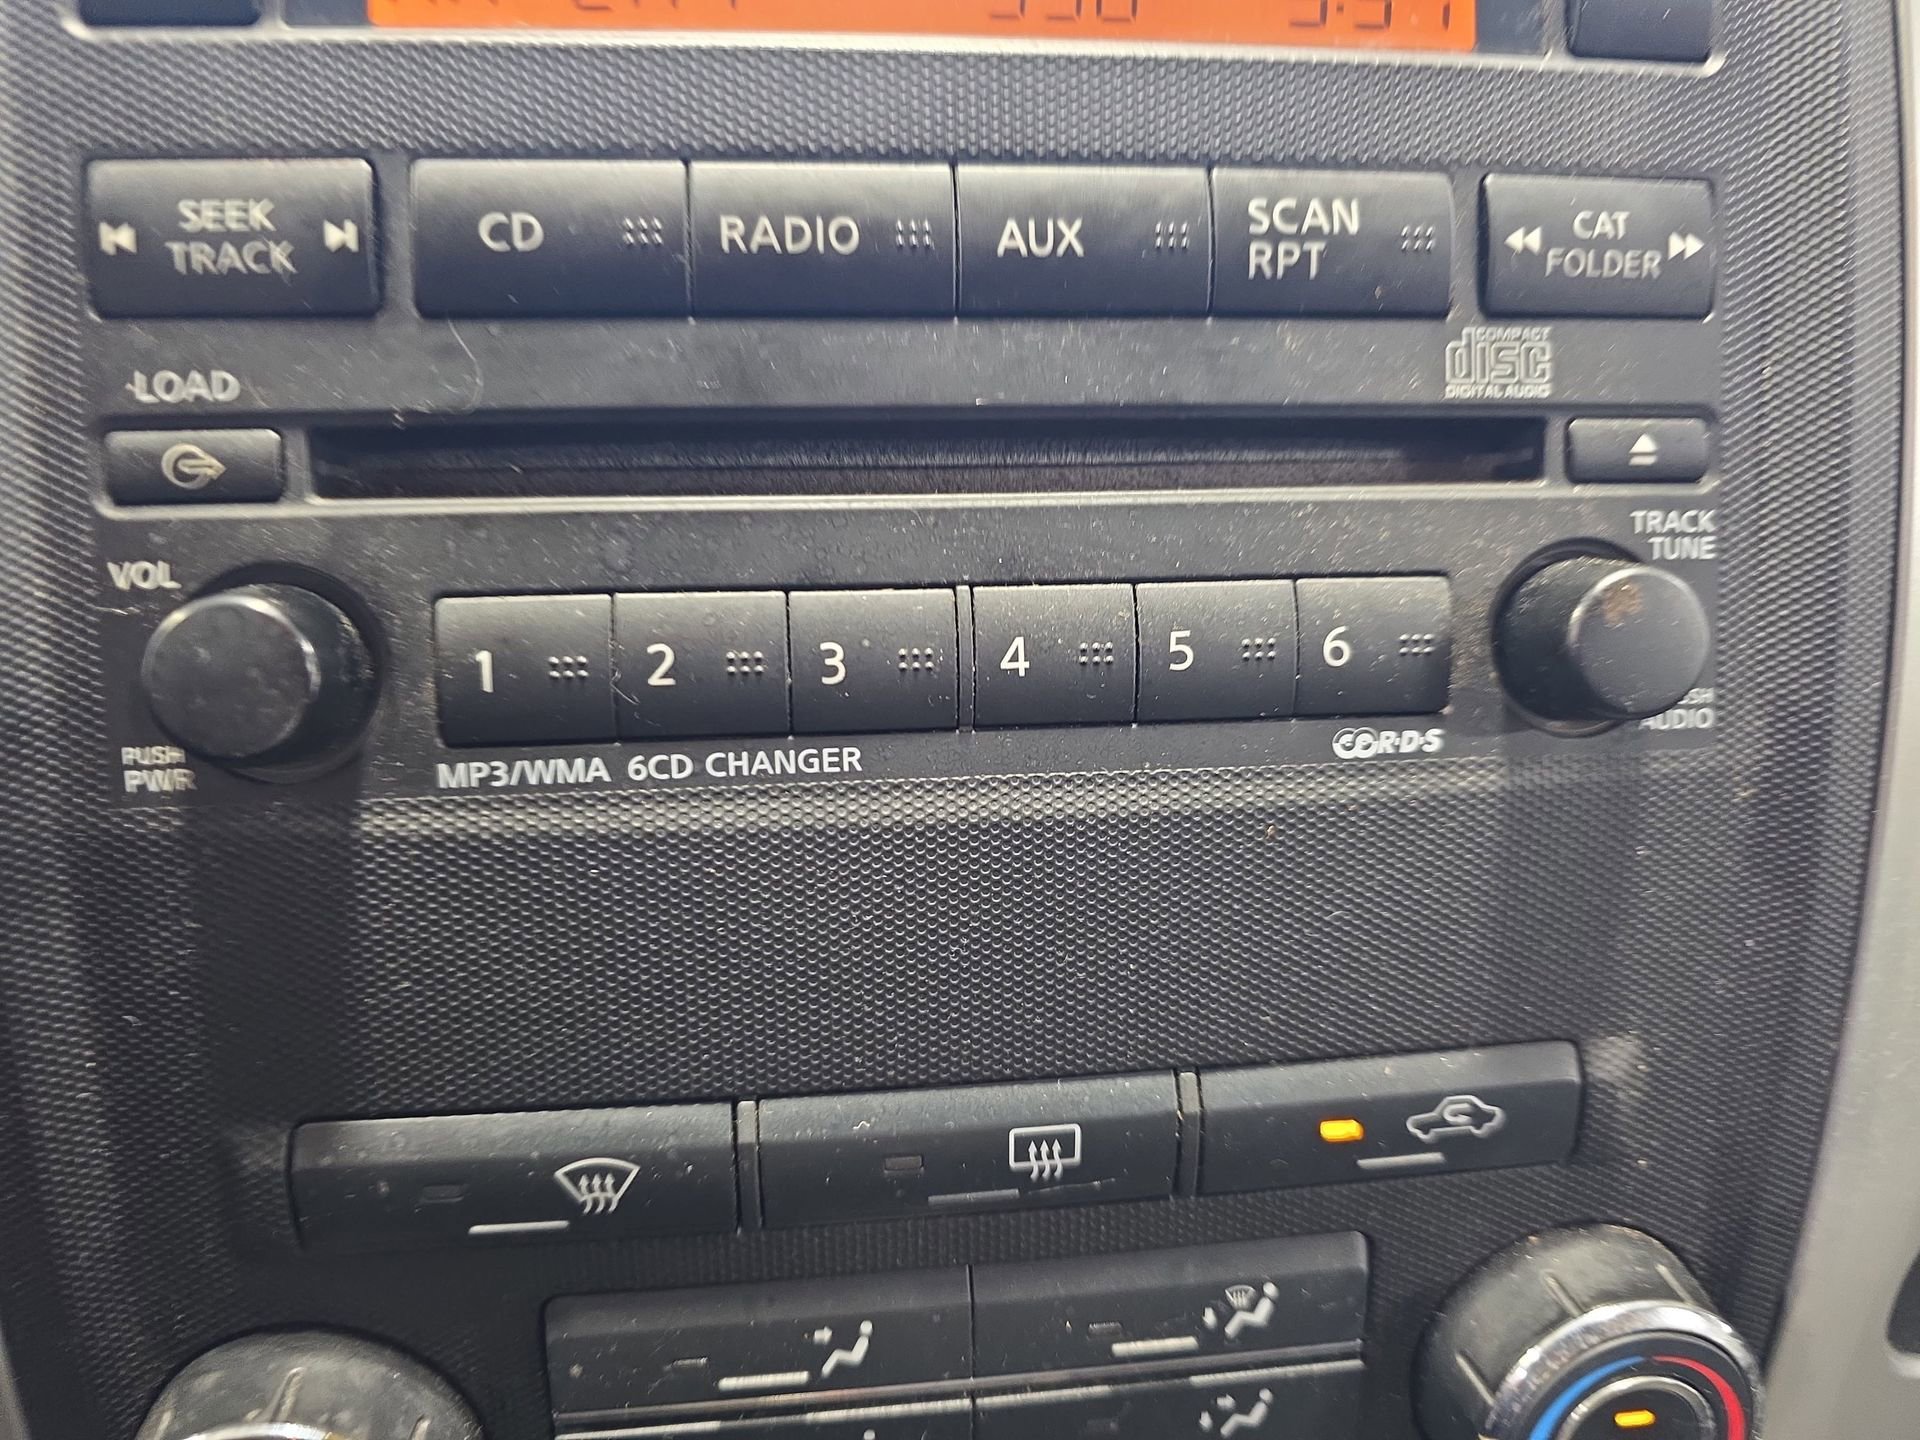 SEEK
TRACK
CD
RADIO
AUX
SCAN
RPT
CAT
FOLDER
COMPACT
disc
DIGITAL AUDIO
LOAD
VOL
TRACK
TUNE
1
2
3
4
5
6
PUSH
PWR
AUDIO
MP3/WMA 6CD CHANGER
R·D·S